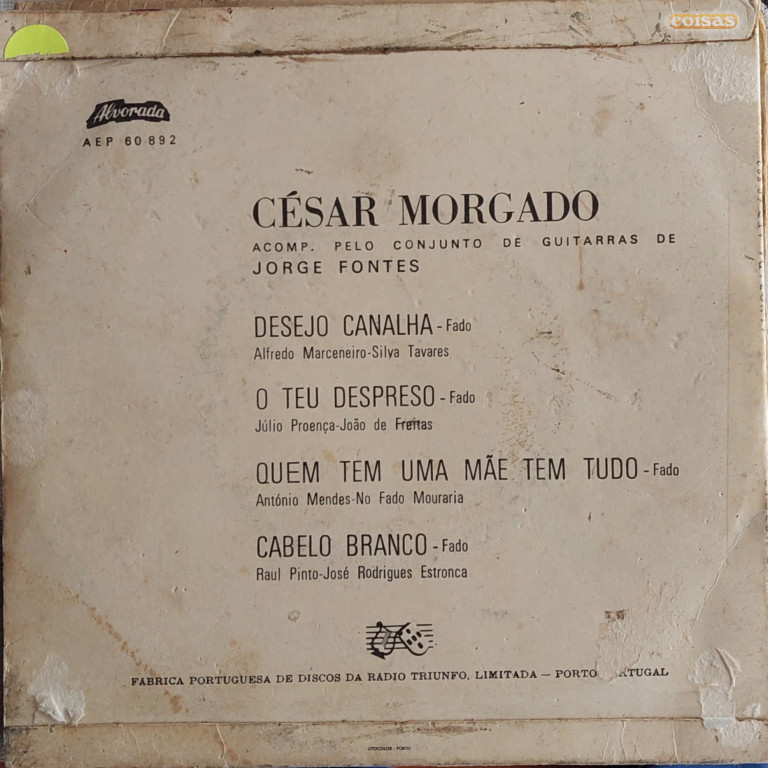 coisas
Alvorada
AEP 60 892
CÉSAR MORGADO
ACOMP. PELO CONJUNTO DE GUITARRAS DE
JORGE FONTES
DESEJO CANALHA - Fado
Alfredo Marceneiro-Silva Tavares
O TEU DESPRESO - Fado
Júlio Proença-João de Freitas
QUEM TEM UMA MÃE TEM TUDO - Fado
António Mendes-No Fado Mouraria
CABELO BRANCO - Fado
Raul Pinto-José Rodrigues Estronca
FABRICA PORTUGUESA DE DISCOS DA RADIO TRIUNFO, LIMITADA — PORTO